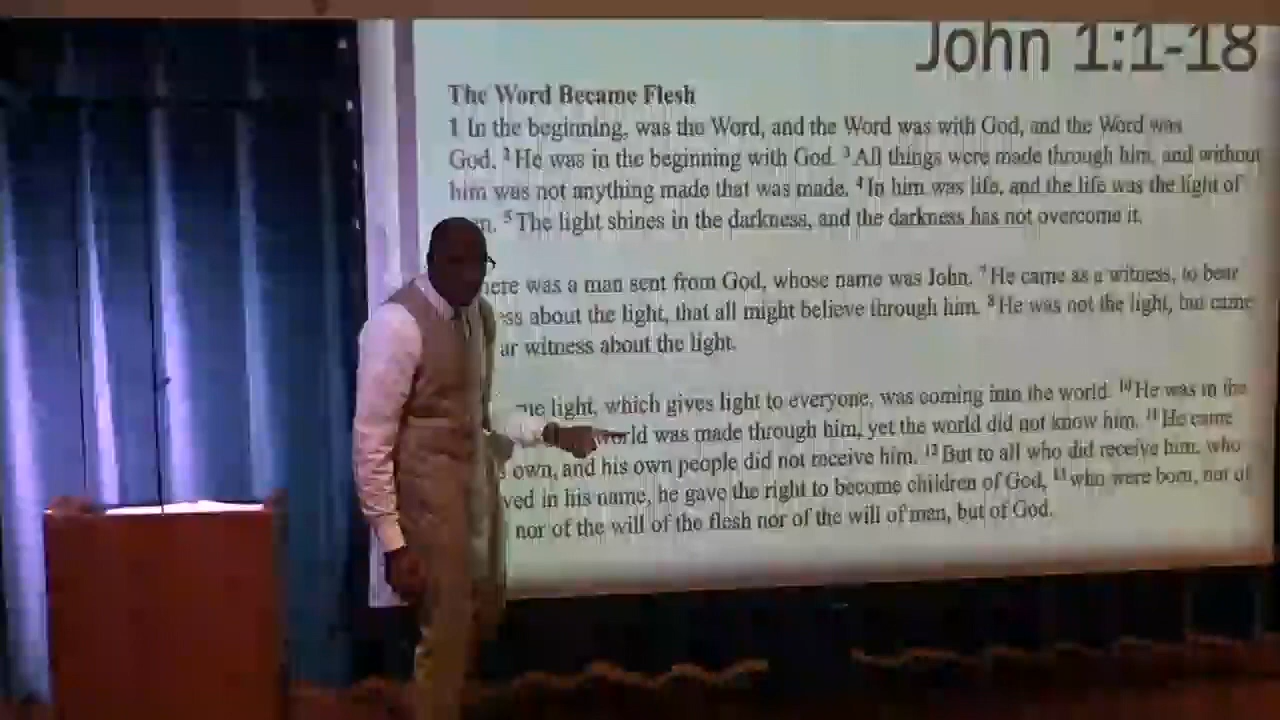 John 1:1-18
The Word Became Flesh
1 In the beginning, was the Word, and the Word was with God, and the Word was
God. 2 He was in the beginning with God. 3 All things were made through him, and without
him was not anything made that was made. 4 In him was life, and the life was the light of
5 The light shines in the darkness, and the darkness has not overcome it.
was a man sent from God, whose name was John. 7 He came as a witness, to bear
about the light, that all might believe through him. 8 He was not the light, but came
witness about the light.
light, which gives light to everyone, was coming into the world. 10 He was in the
world was made through him, yet the world did not know him. 11 He came
own, and his own people did not receive him. 12 But to all who did receive him, who
in his name, he gave the right to become children of God, 13 who were born, not of
nor of the will of the flesh nor of the will of man, but of God.